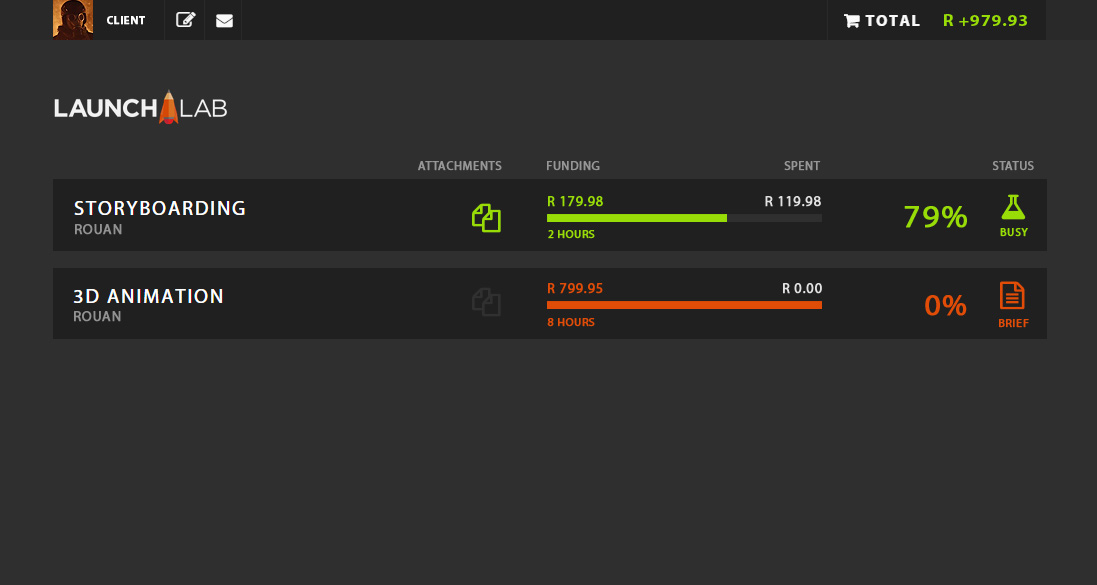 CLIENT
TOTAL R +979.93
LAUNCH LAB
ATTACHMENTS FUNDING SPENT STATUS
STORYBOARDING
ROUAN
R 179.98 R 119.98
2 HOURS
79%
BUSY
3D ANIMATION
ROUAN
R 799.95 R 0.00
8 HOURS
0%
BRIEF